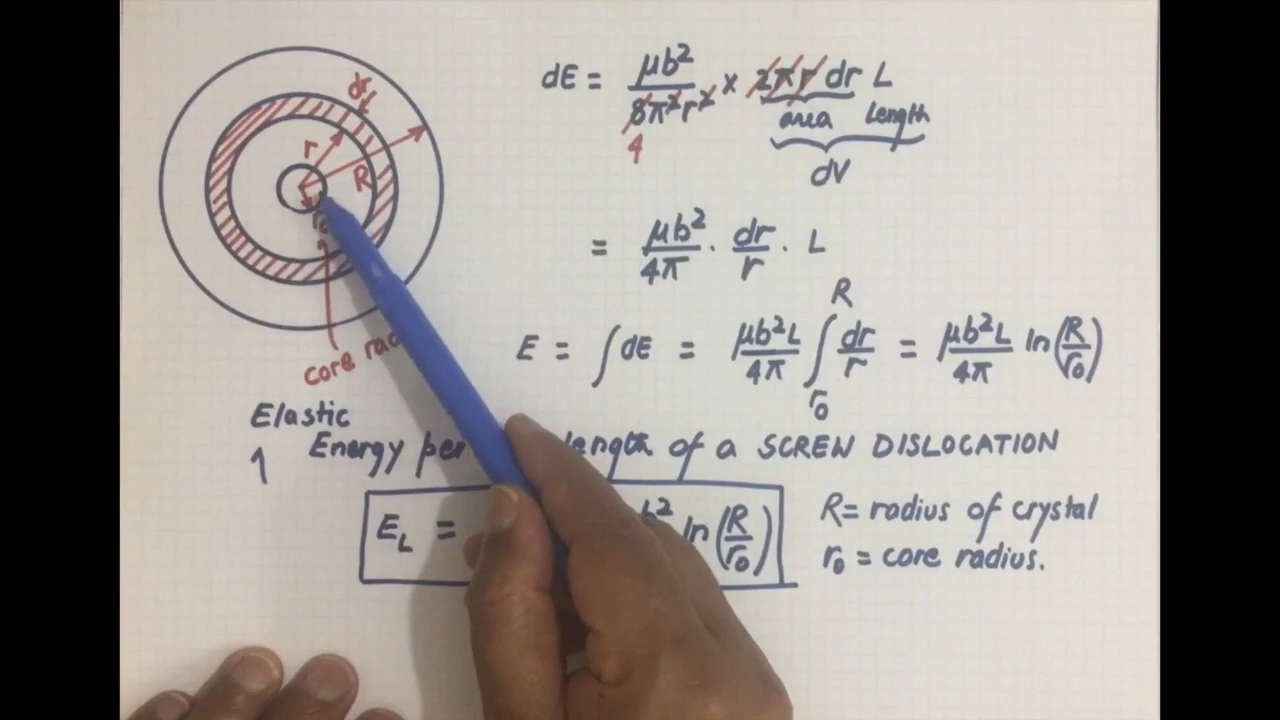 dr
r
R
r₀
core
dE = μb²/8π²r² × 2πr dr L
4
area Length
dV
= μb²/4π · dr/r · L
E = ∫ dE = μb²L/4π ∫ r₀ R dr/r = μb²L/4π ln(R/r₀)
Elastic
Energy per length of a SCREW DISLOCATION
1
E_L = b² ln(R/r₀)
R = radius of crystal
r₀ = core radius.